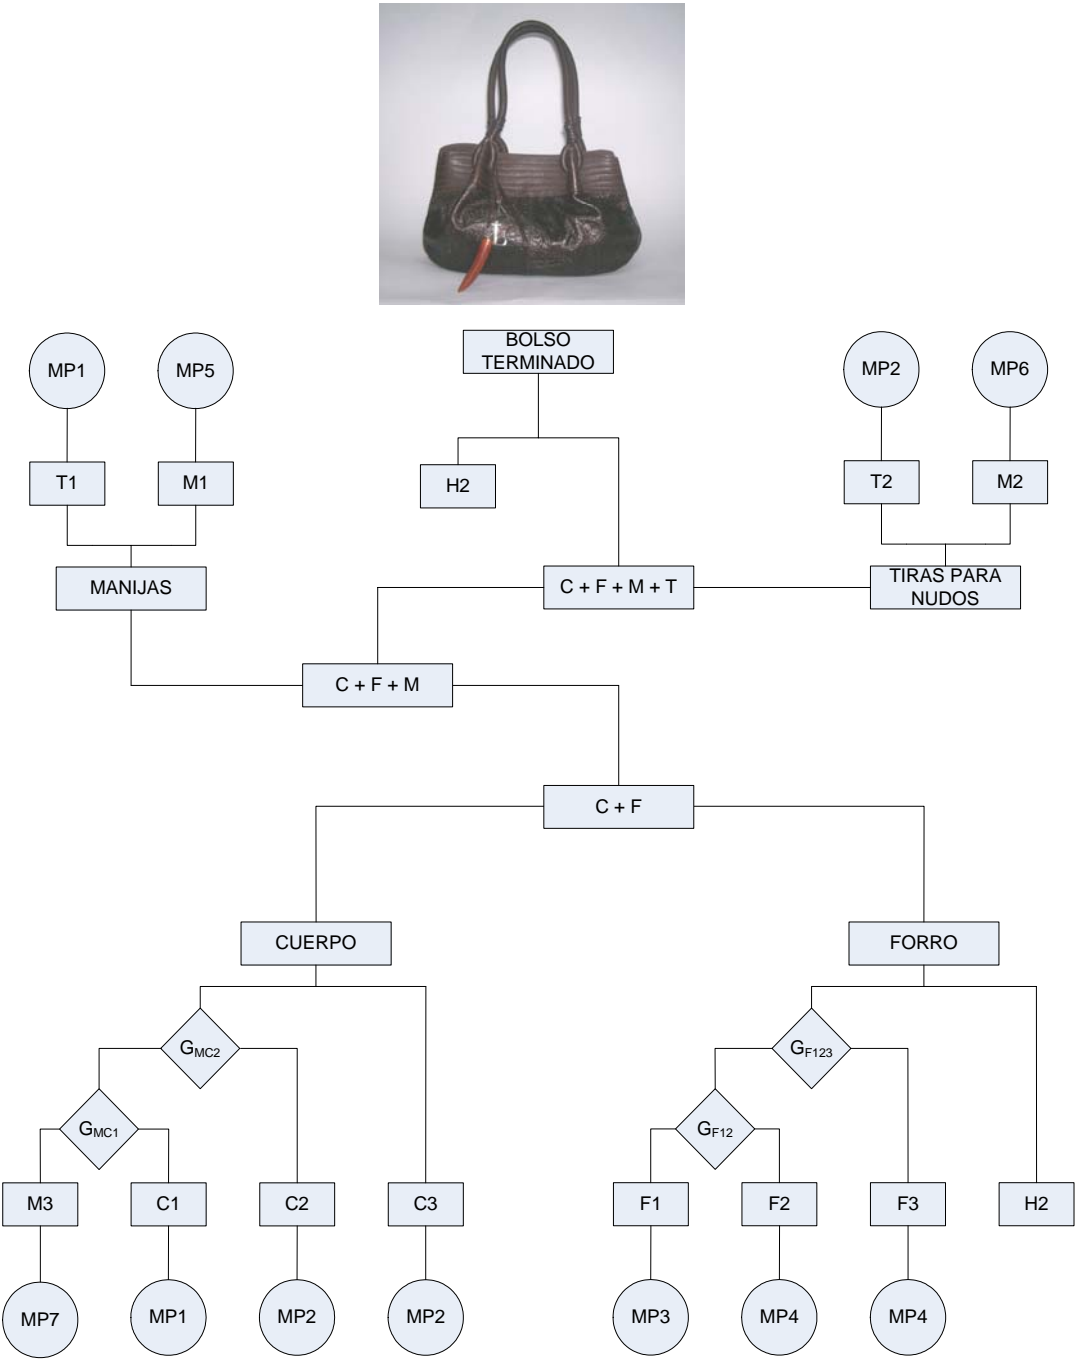 BOLSO
TERMINADO
MP1
MP5
MP2
MP6
T1
M1
H2
T2
M2
MANIJAS
C + F + M + T
TIRAS PARA
NUDOS
C + F + M
C + F
CUERPO
FORRO
GMC2
GF123
GMC1
GF12
M3
C1
C2
C3
F1
F2
F3
H2
MP7
MP1
MP2
MP2
MP3
MP4
MP4